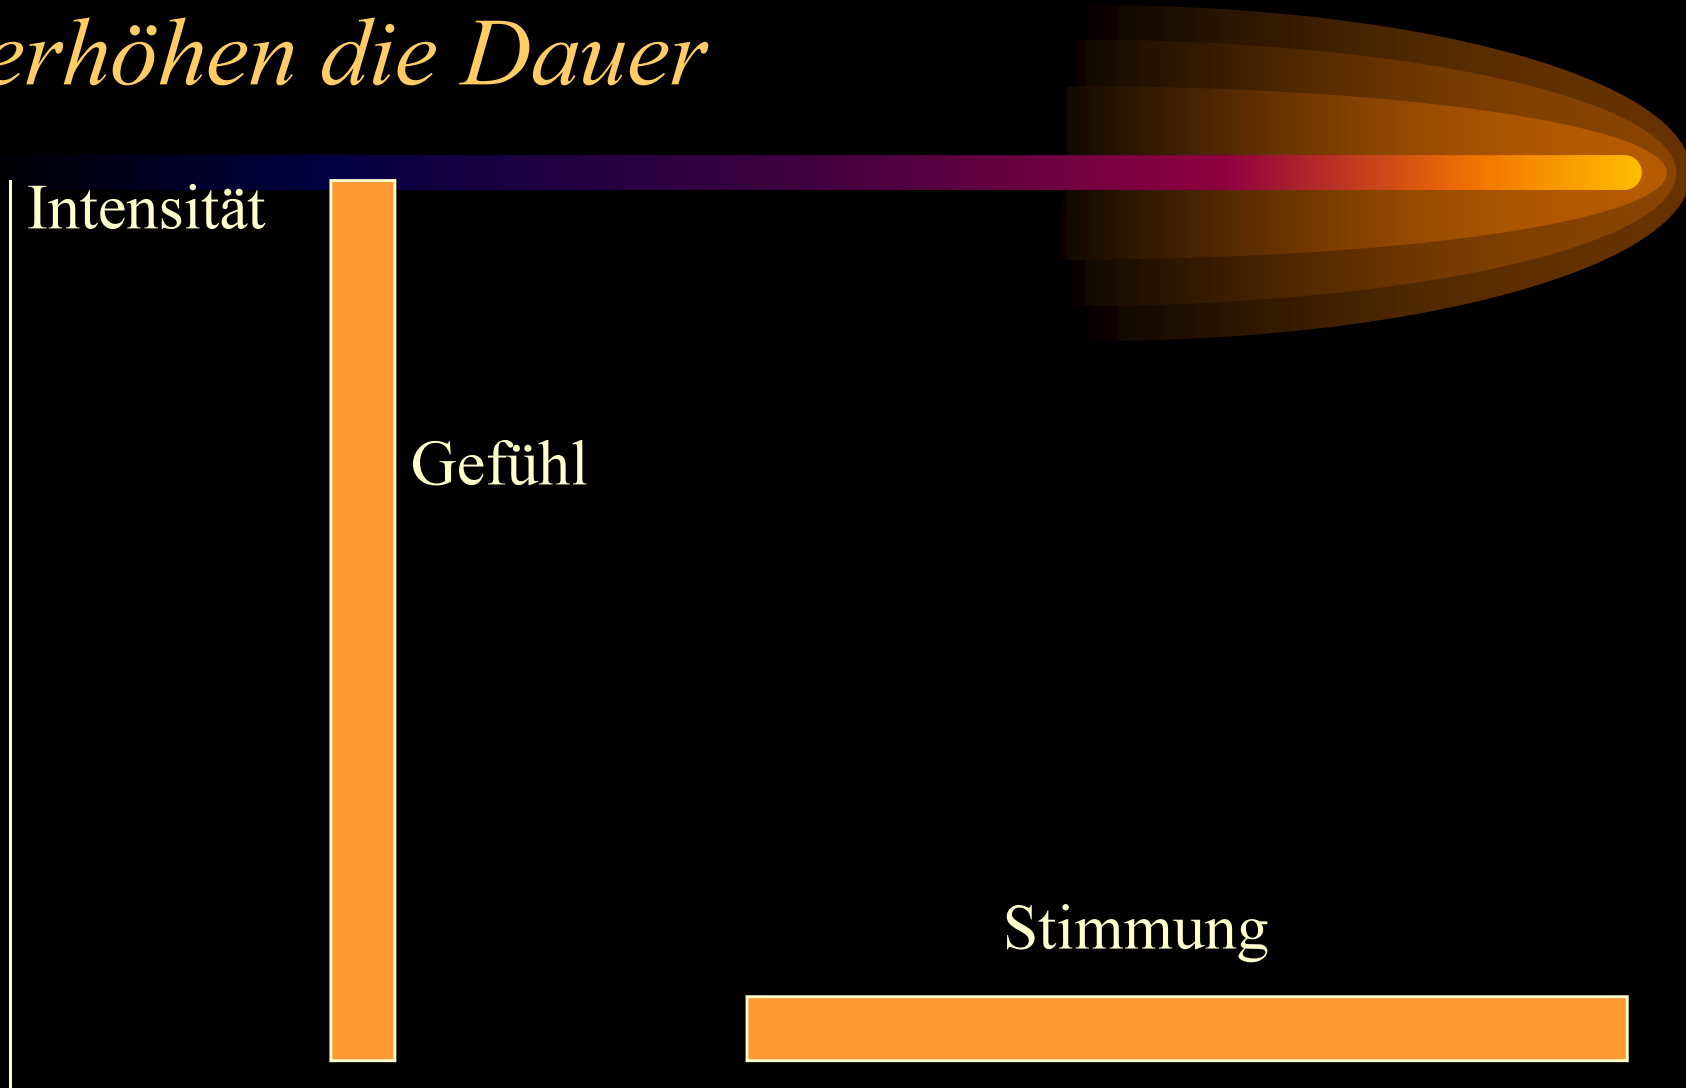 erhöhen die Dauer
Intensität
Gefühl
Stimmung